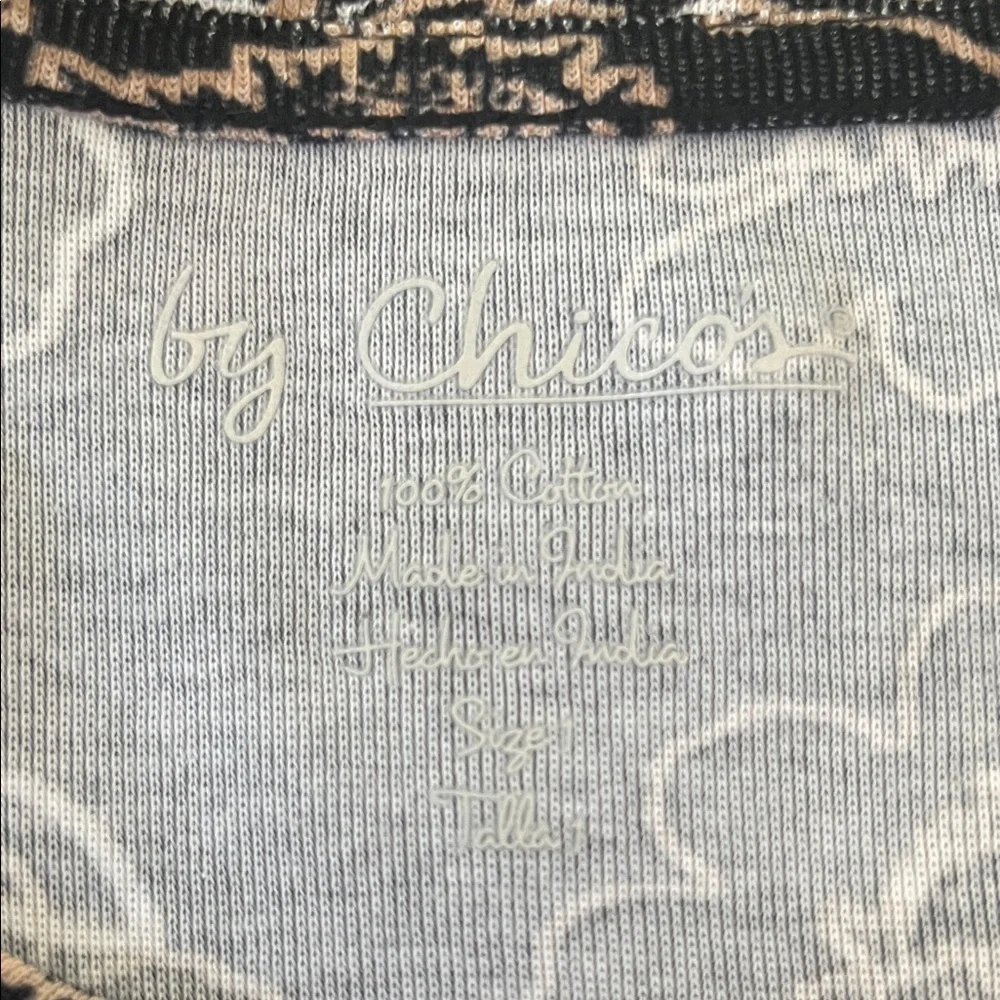 by Chico's®
100% Cotton
Made in India
Hecho en India
Size 1
Talla 1